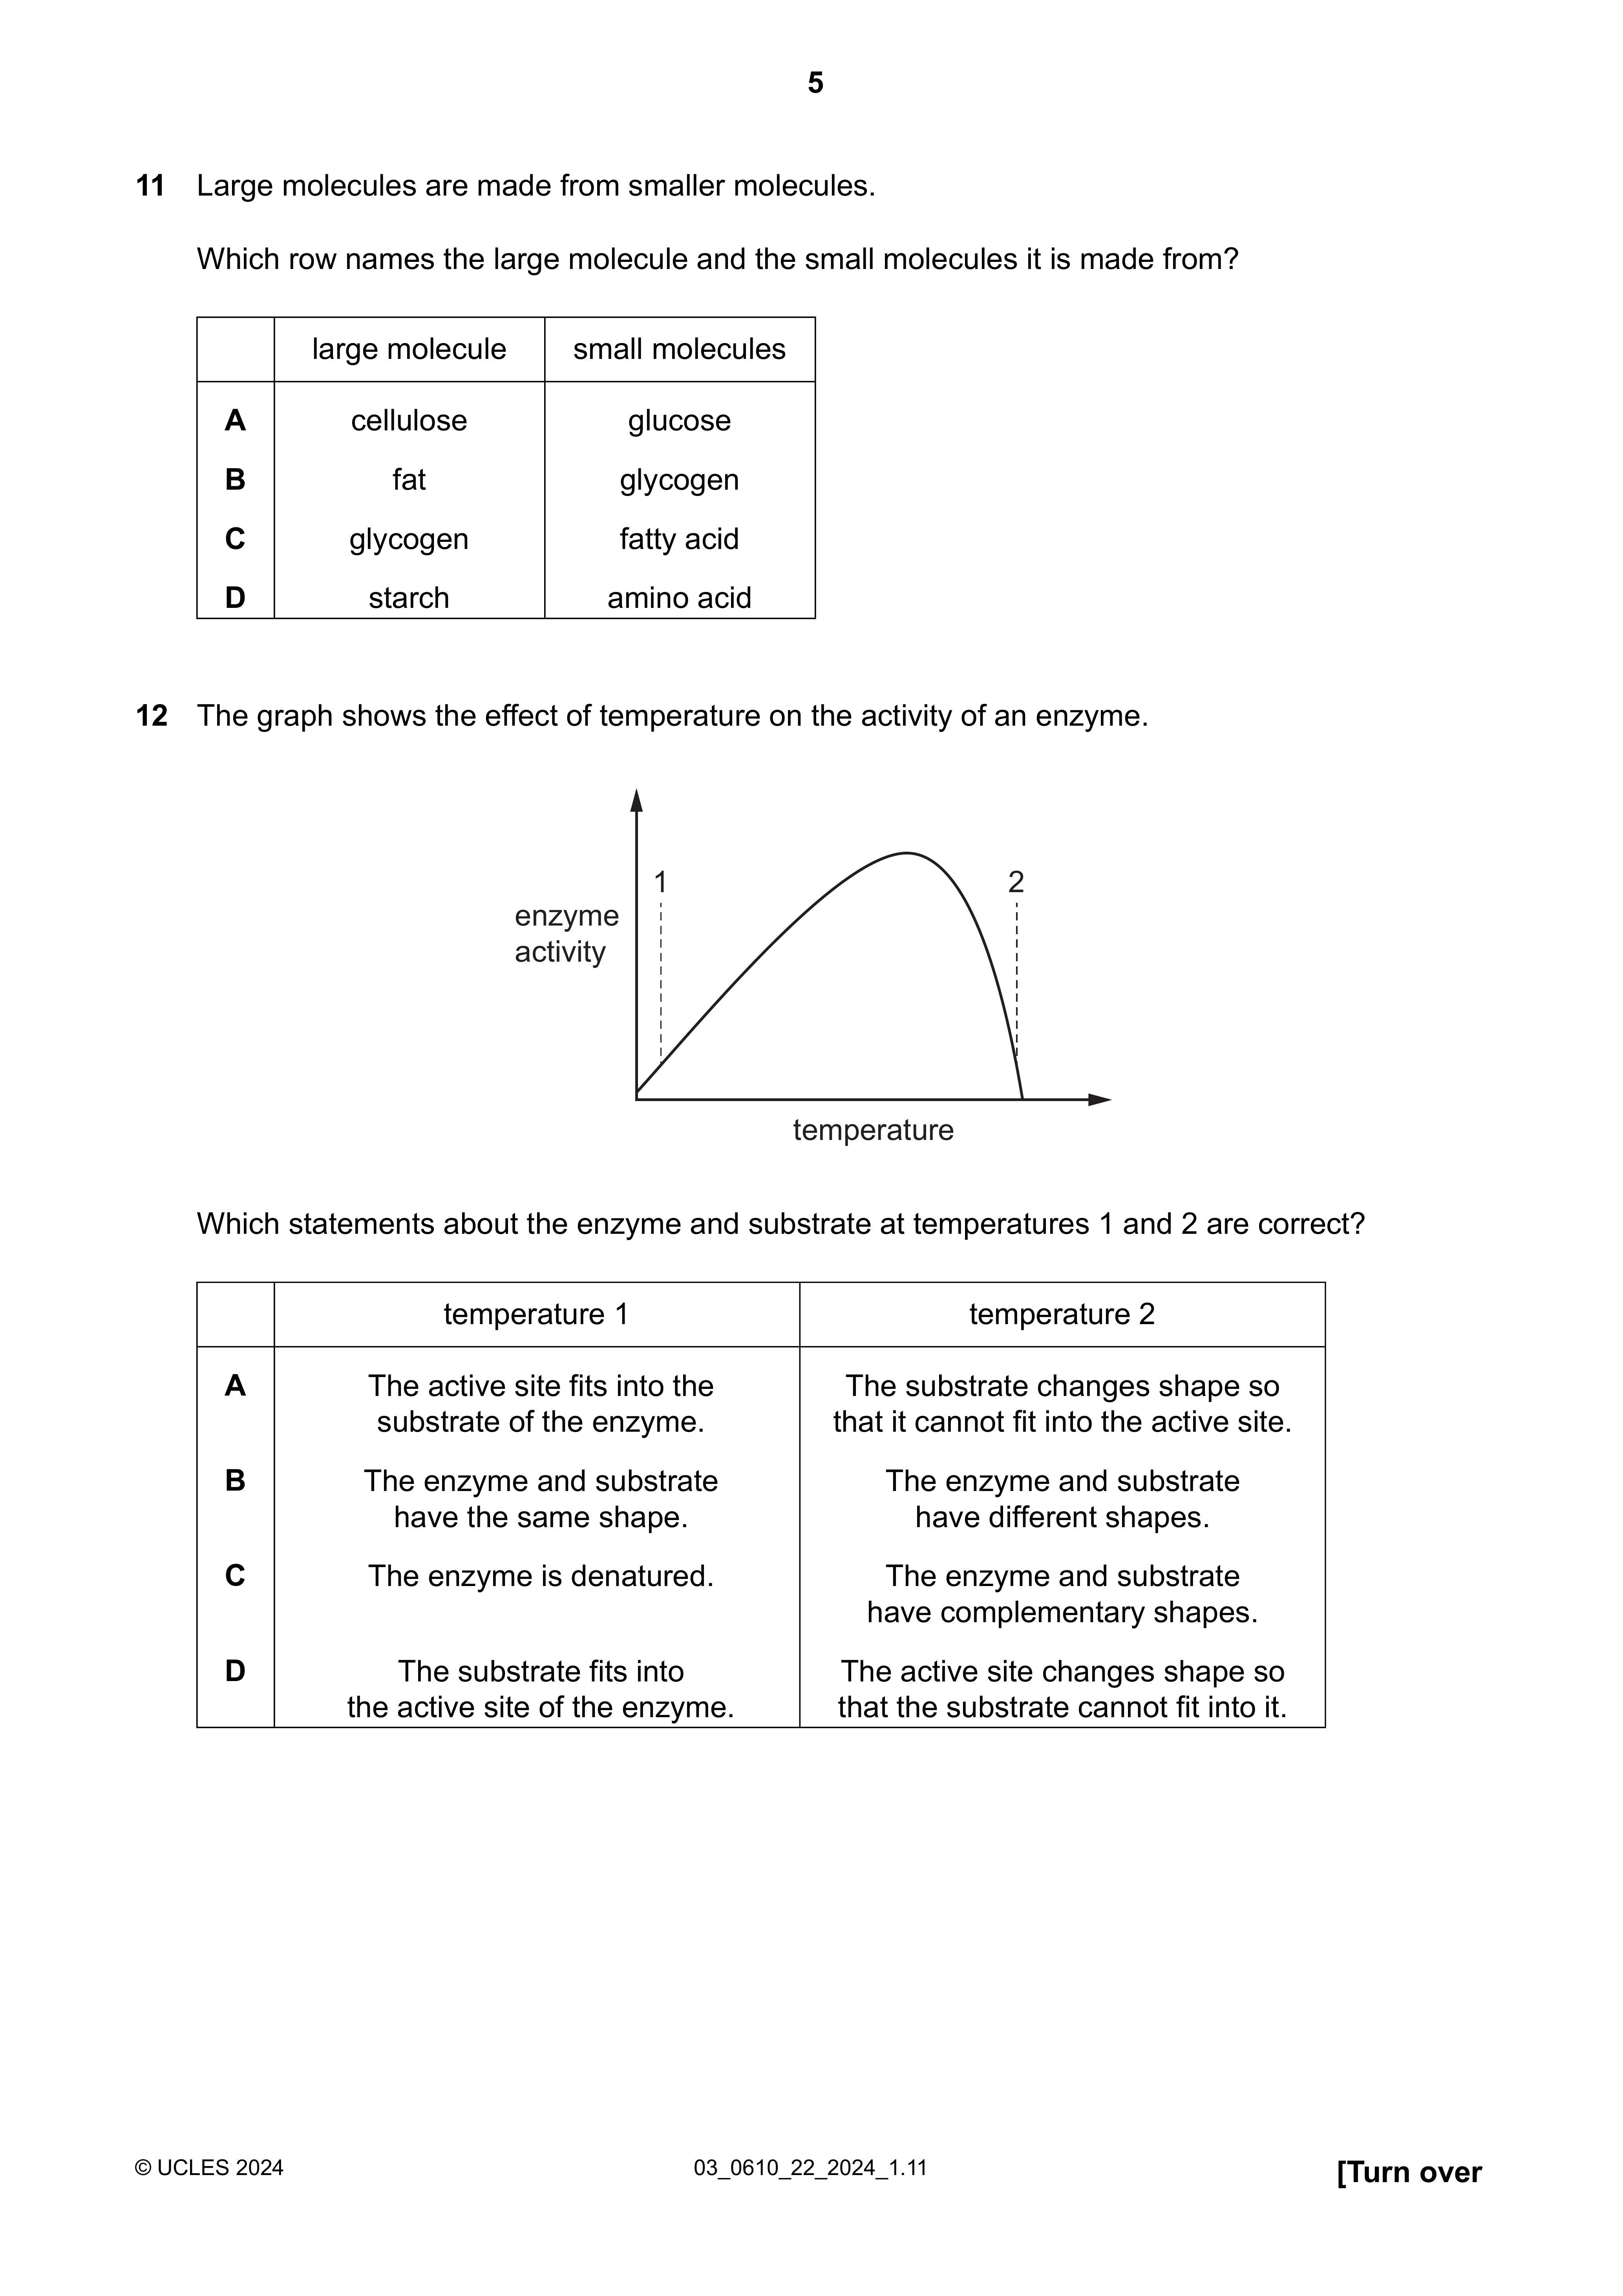 5
11 Large molecules are made from smaller molecules.
Which row names the large molecule and the small molecules it is made from?
large molecule small molecules
A cellulose glucose
B fat glycogen
C glycogen fatty acid
D starch amino acid
12 The graph shows the effect of temperature on the activity of an enzyme.
1 2
enzyme
activity
temperature
Which statements about the enzyme and substrate at temperatures 1 and 2 are correct?
temperature 1 temperature 2
A The active site fits into the The substrate changes shape so
substrate of the enzyme. that it cannot fit into the active site.
B The enzyme and substrate The enzyme and substrate
have the same shape. have different shapes.
C The enzyme is denatured. The enzyme and substrate
have complementary shapes.
D The substrate fits into The active site changes shape so
the active site of the enzyme. that the substrate cannot fit into it.
© UCLES 2024 03_0610_22_2024_1.11 [Turn over